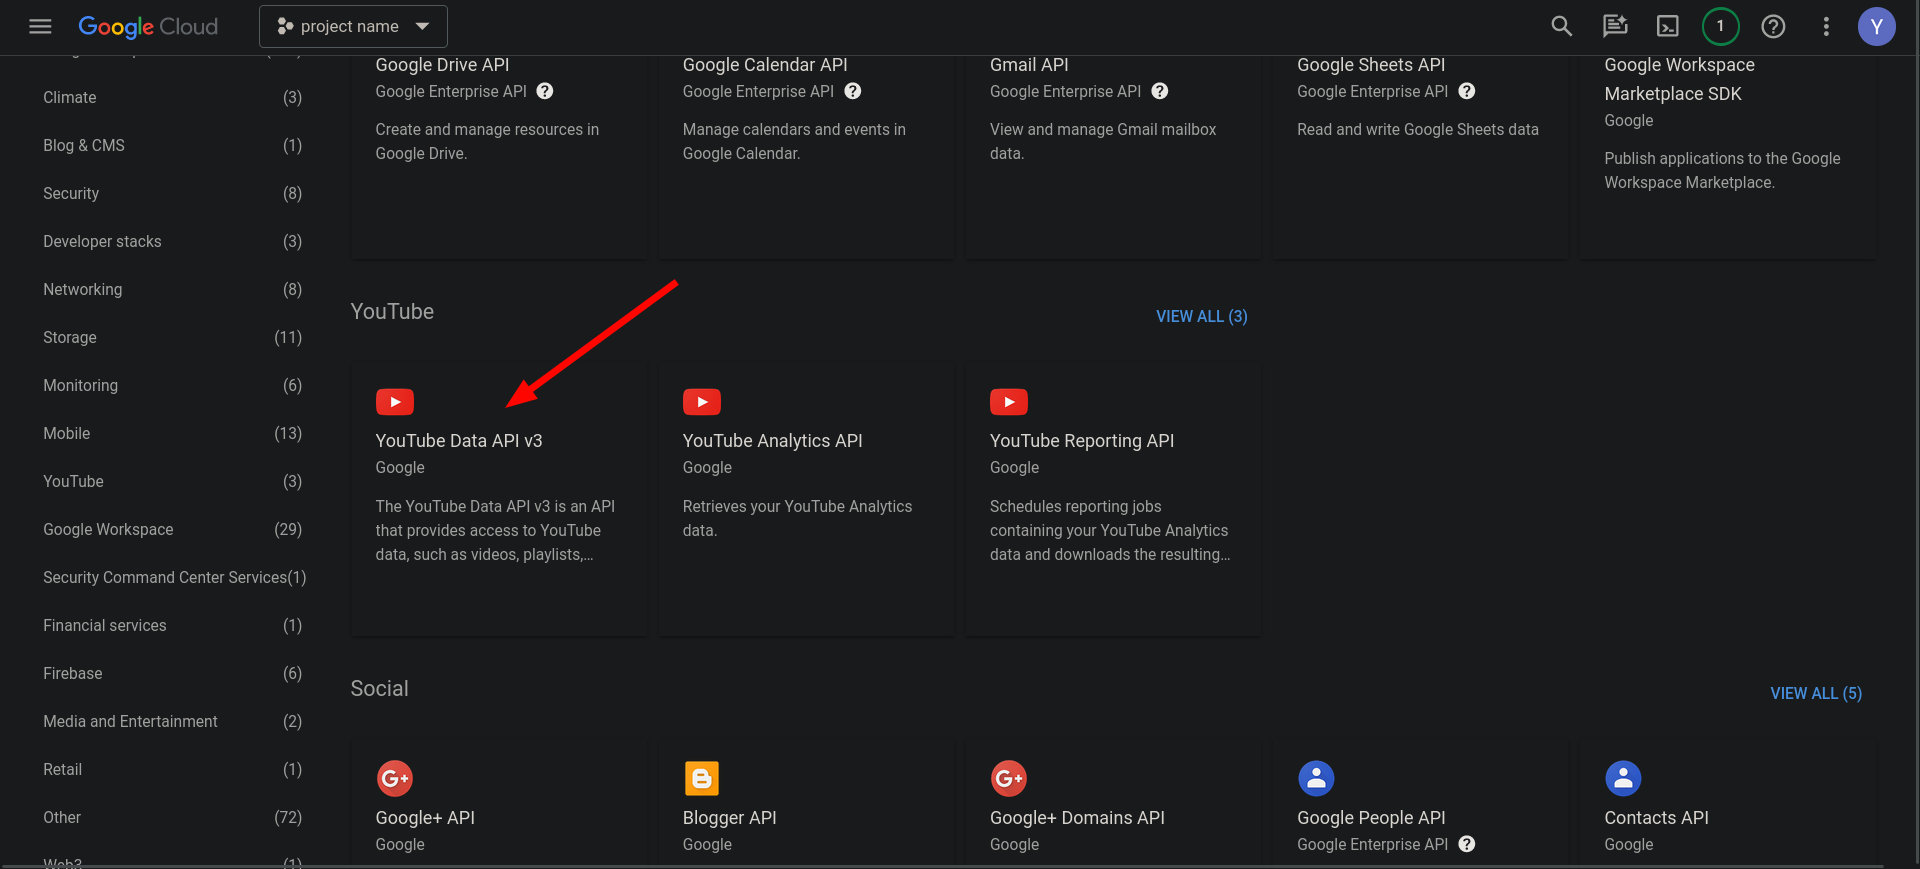 Google Cloud
project name
1
Y
Climate (3)
Blog & CMS (1)
Security (8)
Developer stacks (3)
Networking (8)
Storage (11)
Monitoring (6)
Mobile (13)
YouTube (3)
Google Workspace (29)
Security Command Center Services(1)
Financial services (1)
Firebase (6)
Media and Entertainment (2)
Retail (1)
Other (72)
Web3 (1)
Google Drive API
Google Enterprise API ?
Create and manage resources in
Google Drive.
Google Calendar API
Google Enterprise API ?
Manage calendars and events in
Google Calendar.
Gmail API
Google Enterprise API ?
View and manage Gmail mailbox
data.
Google Sheets API
Google Enterprise API ?
Read and write Google Sheets data
Google Workspace
Marketplace SDK
Google
Publish applications to the Google
Workspace Marketplace.
YouTube
VIEW ALL (3)
YouTube Data API v3
Google
The YouTube Data API v3 is an API
that provides access to YouTube
data, such as videos, playlists,...
YouTube Analytics API
Google
Retrieves your YouTube Analytics
data.
YouTube Reporting API
Google
Schedules reporting jobs
containing your YouTube Analytics
data and downloads the resulting...
Social
VIEW ALL (5)
G+
Google+ API
Google
Blogger API
Google
G+
Google+ Domains API
Google
Google People API
Google Enterprise API ?
Contacts API
Google